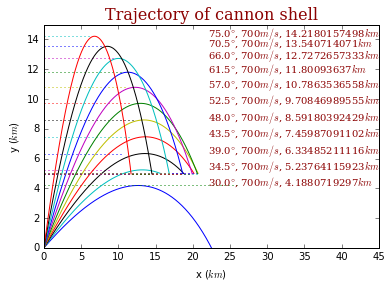 Trajectory of cannon shell
75.0°, 700m/s, 14.2180157498km
70.5°, 700m/s, 13.540714071km
66.0°, 700m/s, 12.7272657333km
61.5°, 700m/s, 11.80093637km
57.0°, 700m/s, 10.7863536558km
52.5°, 700m/s, 9.70846989555km
48.0°, 700m/s, 8.59180392429km
43.5°, 700m/s, 7.45987091102km
39.0°, 700m/s, 6.33485211116km
34.5°, 700m/s, 5.23764115923km
30.0°, 700m/s, 4.1880719297km
y (km)
14
12
10
8
6
4
2
0
0 5 10 15 20 25 30 35 40 45
x (km)